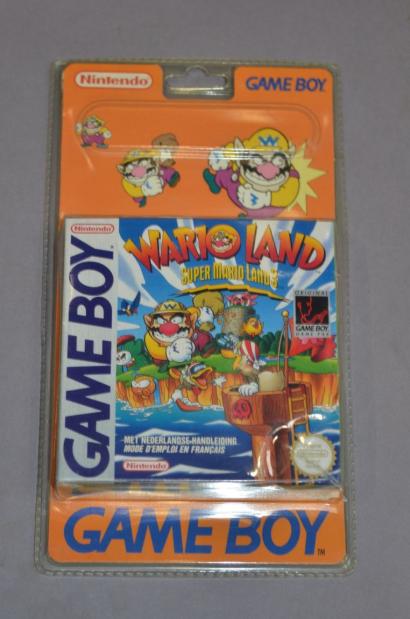 Nintendo
GAME BOY
Nintendo
GAME BOY
WARIO LAND
SUPER MARIO LAND 3
ORIGINAL
GAME BOY
MET NEDERLANDSE HANDLEIDING
MODE D'EMPLOI EN FRANÇAIS
Nintendo
GAME BOY
TM